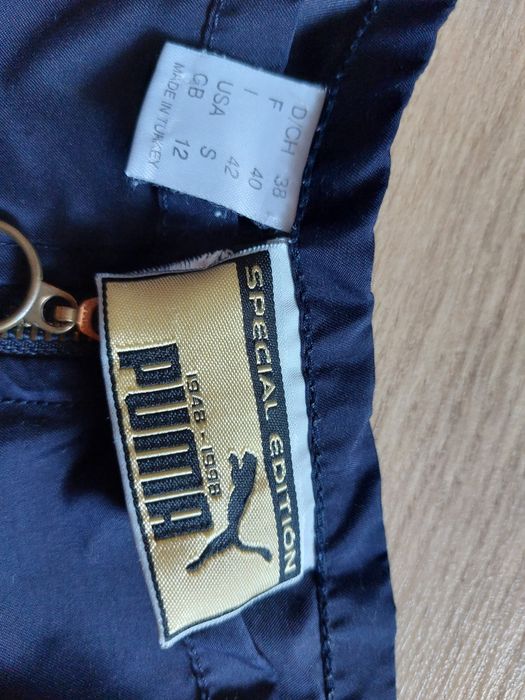 D/CH 38
F 40
I 42
USA S
GB 12
MADE IN TURKEY
SPECIAL EDITION
1948 - 1998
PUMA